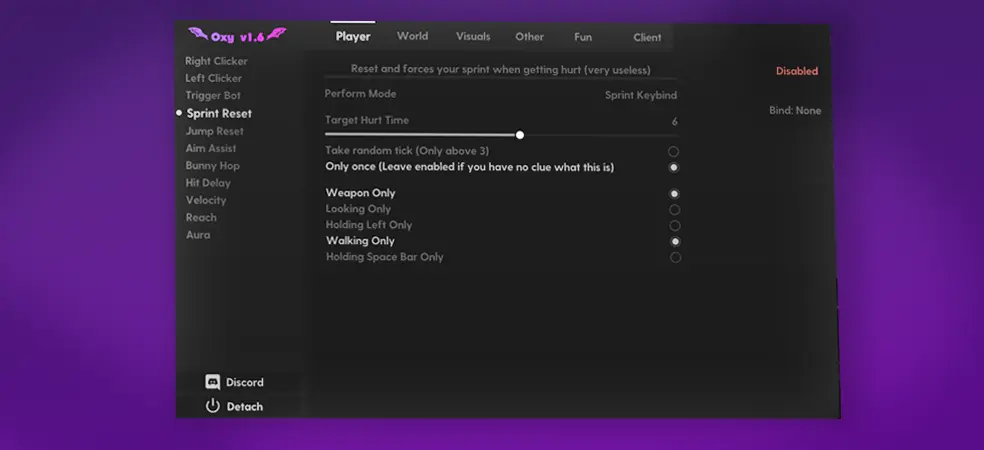 Oxy v1.6
Player World Visuals Other Fun Client
Right Clicker
Left Clicker
Trigger Bot
Sprint Reset
Jump Reset
Aim Assist
Bunny Hop
Hit Delay
Velocity
Reach
Aura
Reset and forces your sprint when getting hurt (very useless)
Perform Mode Sprint Keybind
Target Hurt Time 6
Take random tick (Only above 3)
Only once (Leave enabled if you have no clue what this is)
Weapon Only
Looking Only
Holding Left Only
Walking Only
Holding Space Bar Only
Disabled
Bind: None
Discord
Detach